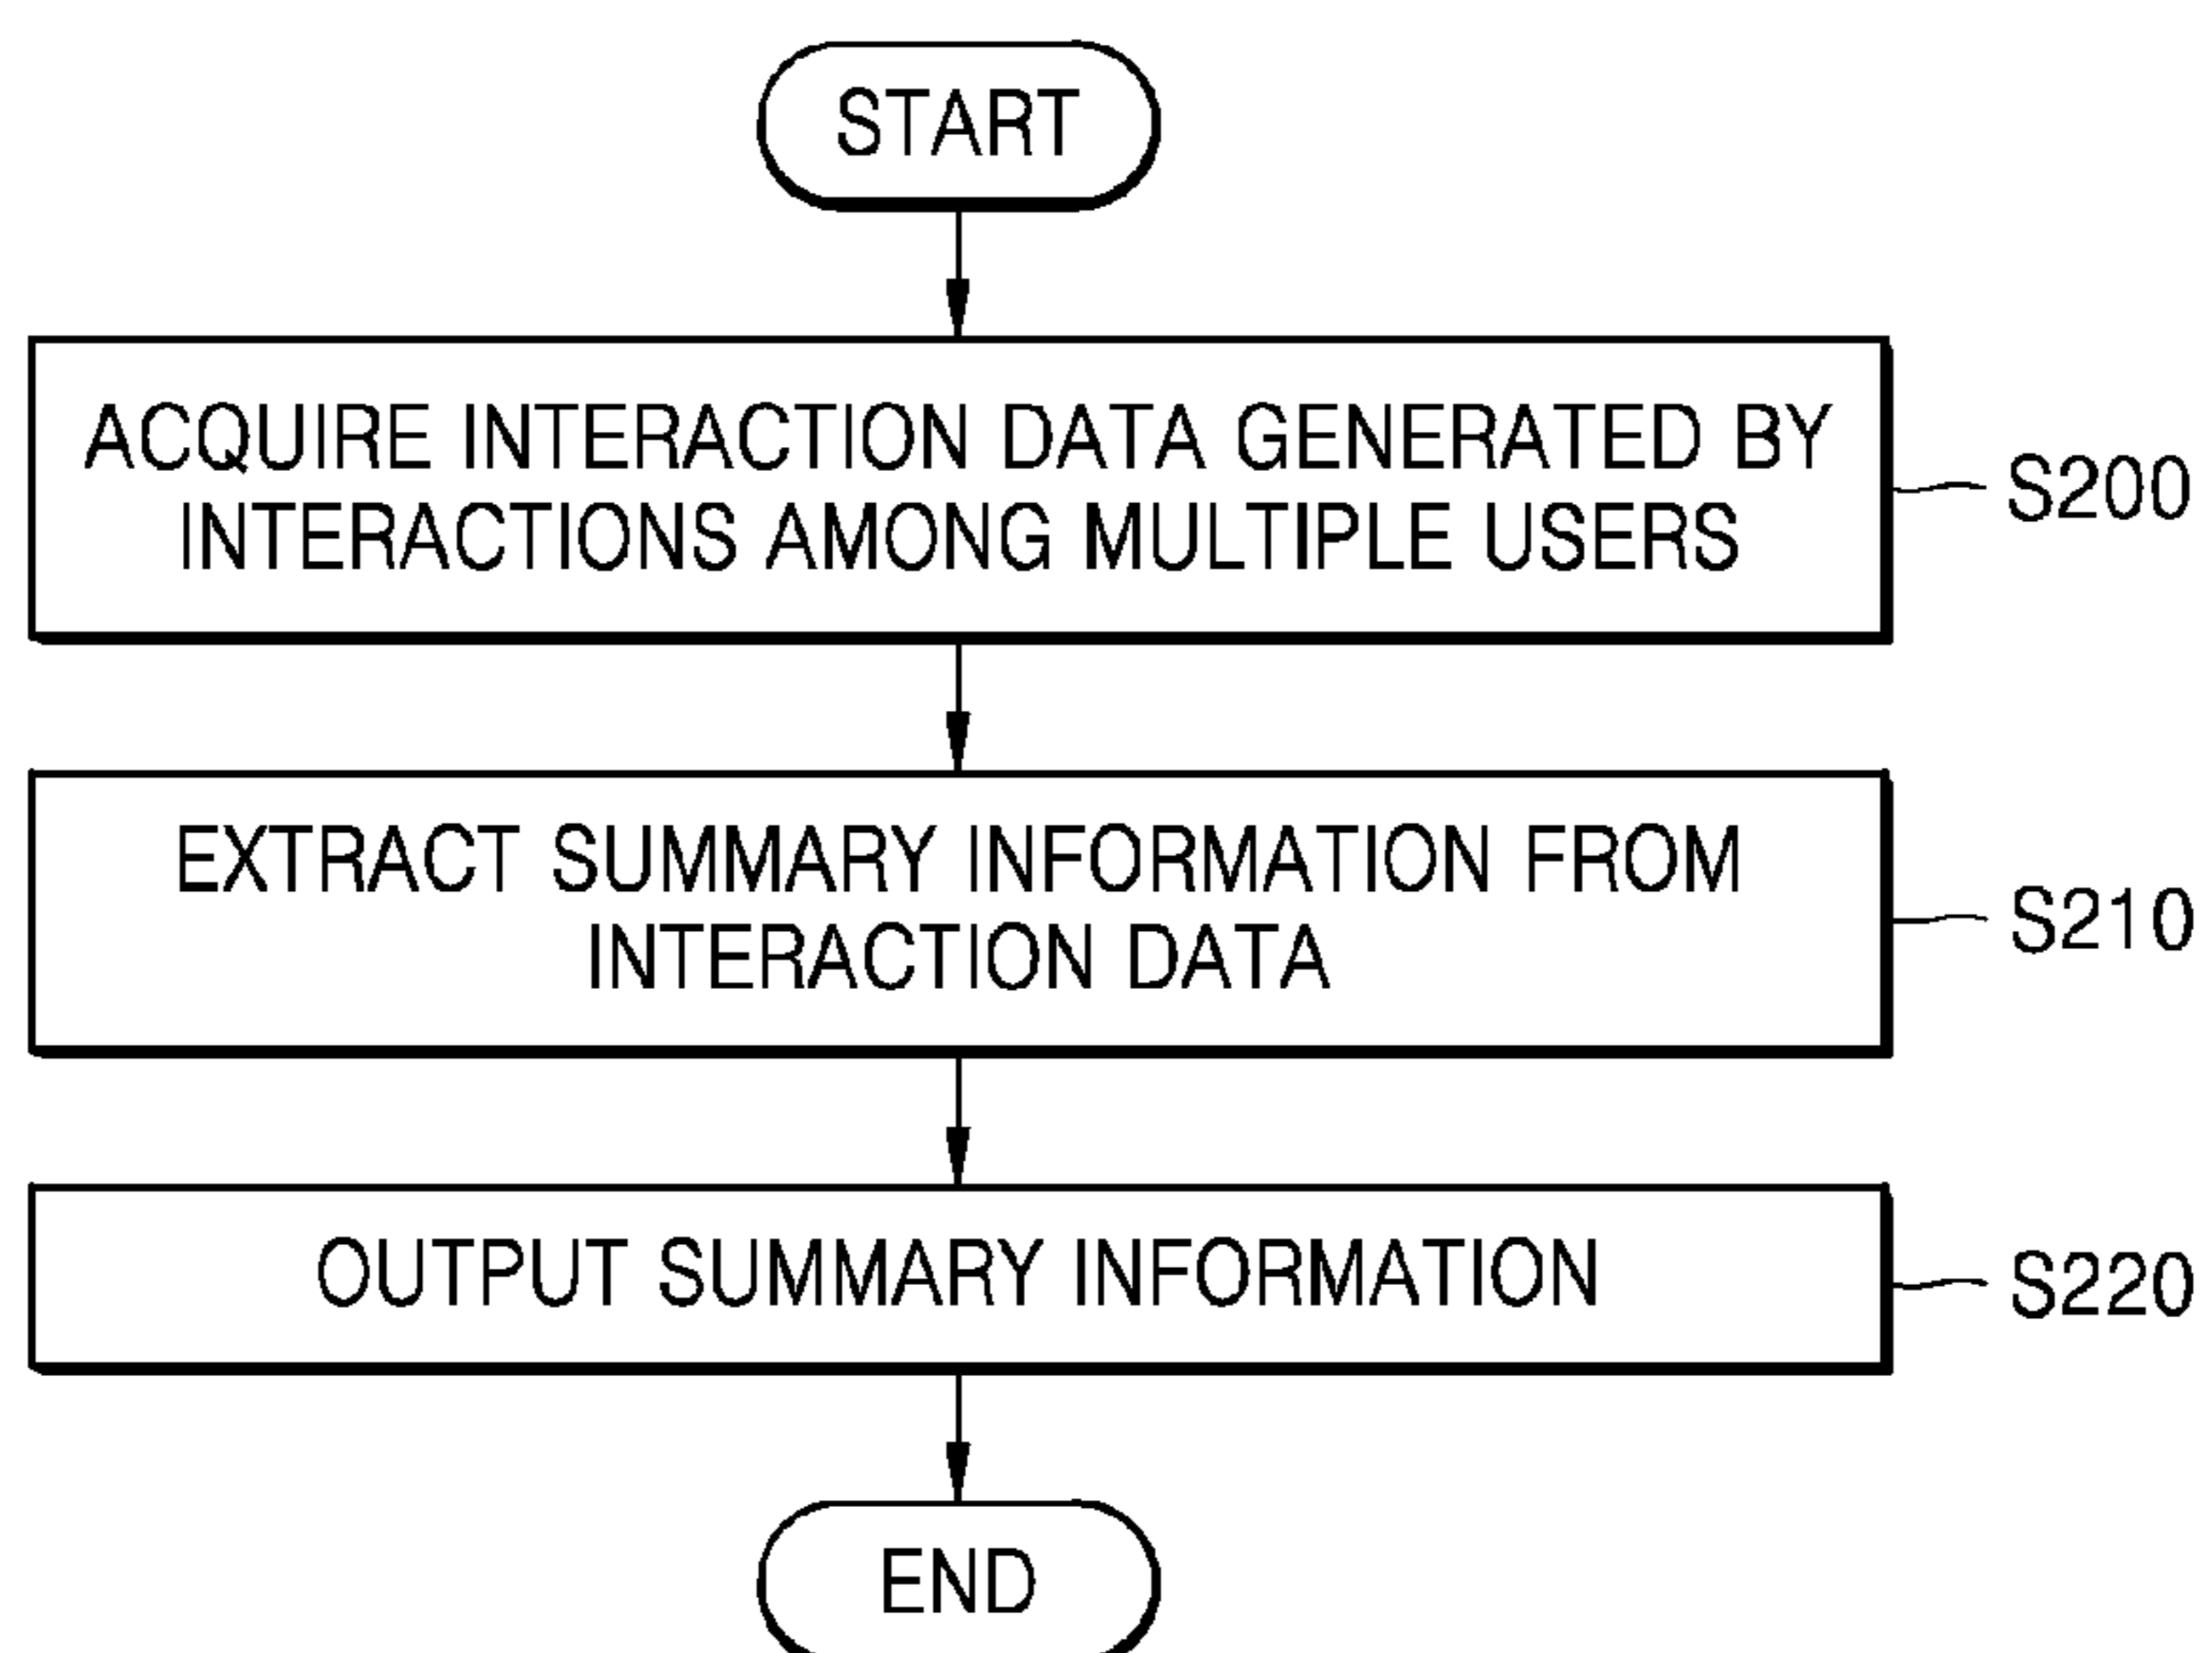 START
ACQUIRE INTERACTION DATA GENERATED BY
INTERACTIONS AMONG MULTIPLE USERS
S200
EXTRACT SUMMARY INFORMATION FROM
INTERACTION DATA
S210
OUTPUT SUMMARY INFORMATION
S220
END